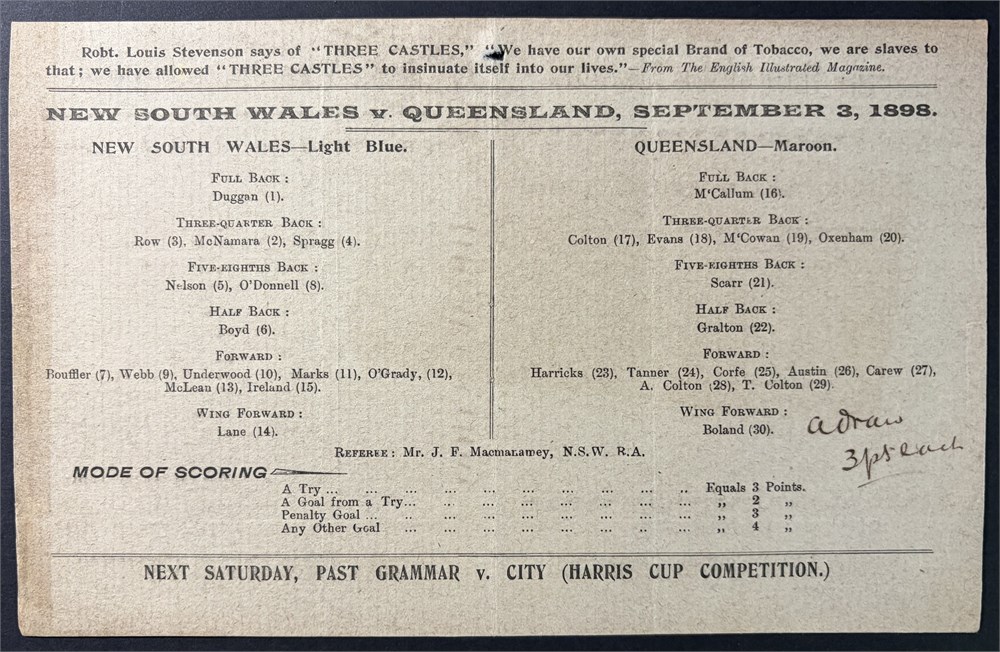 Robt. Louis Stevenson says of "THREE CASTLES," "We have our own special Brand of Tobacco, we are slaves to
that; we have allowed "THREE CASTLES" to insinuate itself into our lives."—From The English Illustrated Magazine.
NEW SOUTH WALES v. QUEENSLAND, SEPTEMBER 3, 1898.
NEW SOUTH WALES—Light Blue.
FULL BACK:
Duggan (1).
THREE-QUARTER BACK:
Row (3), McNamara (2), Spragg (4).
FIVE-EIGHTHS BACK:
Nelson (5), O'Donnell (8).
HALF BACK:
Boyd (6).
FORWARD:
Bouffler (7), Webb (9), Underwood (10), Marks (11), O'Grady, (12),
McLean (13), Ireland (15).
WING FORWARD:
Lane (14).
QUEENSLAND—Maroon.
FULL BACK:
M'Callum (16).
THREE-QUARTER BACK:
Colton (17), Evans (18), M'Cowan (19), Oxenham (20).
FIVE-EIGHTHS BACK:
Scarr (21).
HALF BACK:
Gralton (22).
FORWARD:
Harricks (23), Tanner (24), Corfe (25), Austin (26), Carew (27),
A. Colton (28), T. Colton (29).
WING FORWARD:
Boland (30).
a draw
3 pts each
REFEREE: Mr. J. F. Macmanamey, N.S.W. R.A.
MODE OF SCORING
A Try ... ... ... ... ... ... ... ... ... .. Equals 3 Points.
A Goal from a Try... ... ... ... ... ... ... ... ... „ 2 „
Penalty Goal ... .. ... ... ... ... ... ... ... ... „ 3 „
Any Other Goal ... ... ... ... ... ... ... ... ... „ 4 „
NEXT SATURDAY, PAST GRAMMAR v. CITY (HARRIS CUP COMPETITION.)